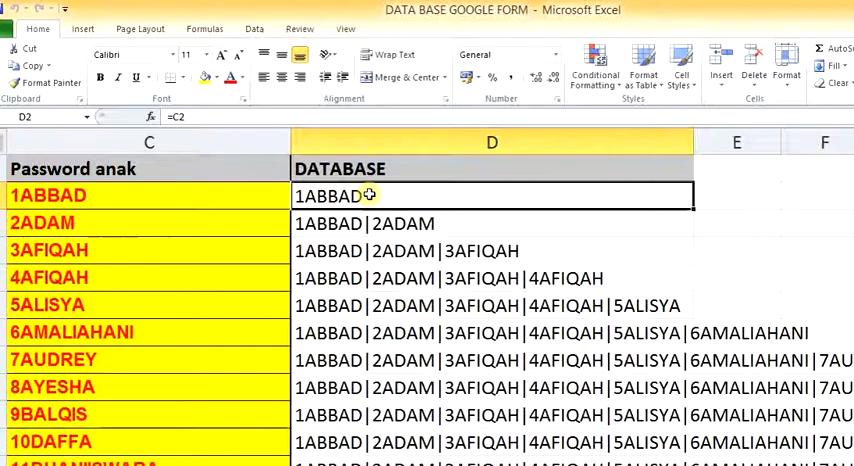 DATA BASE GOOGLE FORM - Microsoft Excel
Home Insert Page Layout Formulas Data Review View
Cut
Copy
Format Painter
Clipboard
Calibri 11 A A
B I U A
Font
Wrap Text
Merge & Center
Alignment
General
% ,
Number
Conditional Formatting
Format as Table
Cell Styles
Styles
Insert Delete Format
Cells
Σ AutoSu
Fill
Clear
D2 fx =C2
C D E F
Password anak DATABASE
1ABBAD 1ABBAD
2ADAM 1ABBAD|2ADAM
3AFIQAH 1ABBAD|2ADAM|3AFIQAH
4AFIQAH 1ABBAD|2ADAM|3AFIQAH|4AFIQAH
5ALISYA 1ABBAD|2ADAM|3AFIQAH|4AFIQAH|5ALISYA
6AMALIAHANI 1ABBAD|2ADAM|3AFIQAH|4AFIQAH|5ALISYA|6AMALIAHANI
7AUDREY 1ABBAD|2ADAM|3AFIQAH|4AFIQAH|5ALISYA|6AMALIAHANI|7AU
8AYESHA 1ABBAD|2ADAM|3AFIQAH|4AFIQAH|5ALISYA|6AMALIAHANI|7AU
9BALQIS 1ABBAD|2ADAM|3AFIQAH|4AFIQAH|5ALISYA|6AMALIAHANI|7AU
10DAFFA 1ABBAD|2ADAM|3AFIQAH|4AFIQAH|5ALISYA|6AMALIAHANI|7AU